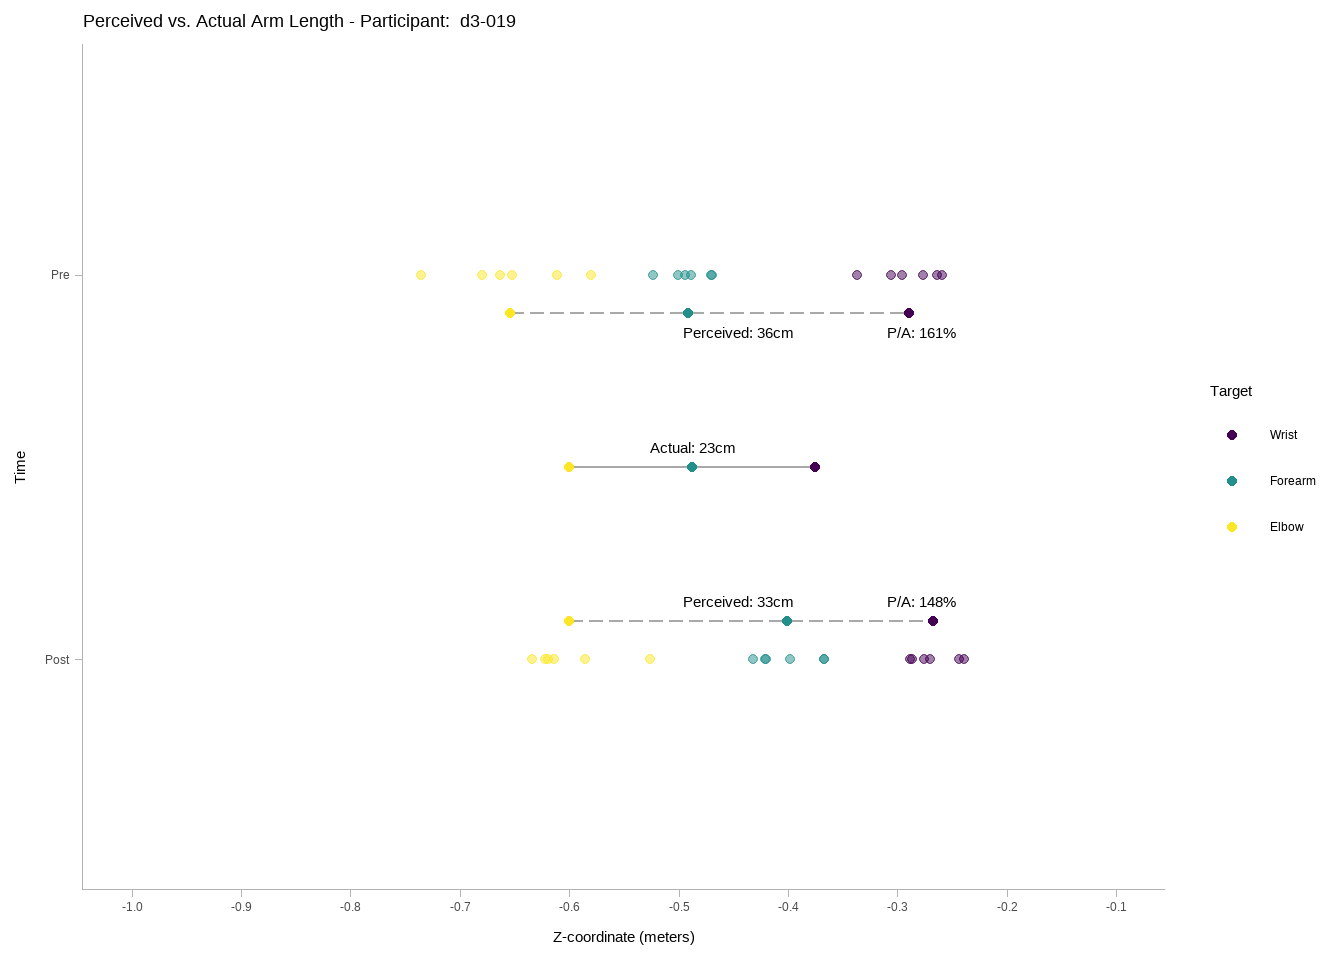 Perceived vs. Actual Arm Length - Participant:  d3-019
Pre
Perceived: 36cm
P/A: 161%
Target
Wrist
Actual: 23cm
Time
Forearm
Elbow
Perceived: 33cm
P/A: 148%
Post
-1.0 -0.9 -0.8 -0.7 -0.6 -0.5 -0.4 -0.3 -0.2 -0.1
Z-coordinate (meters)